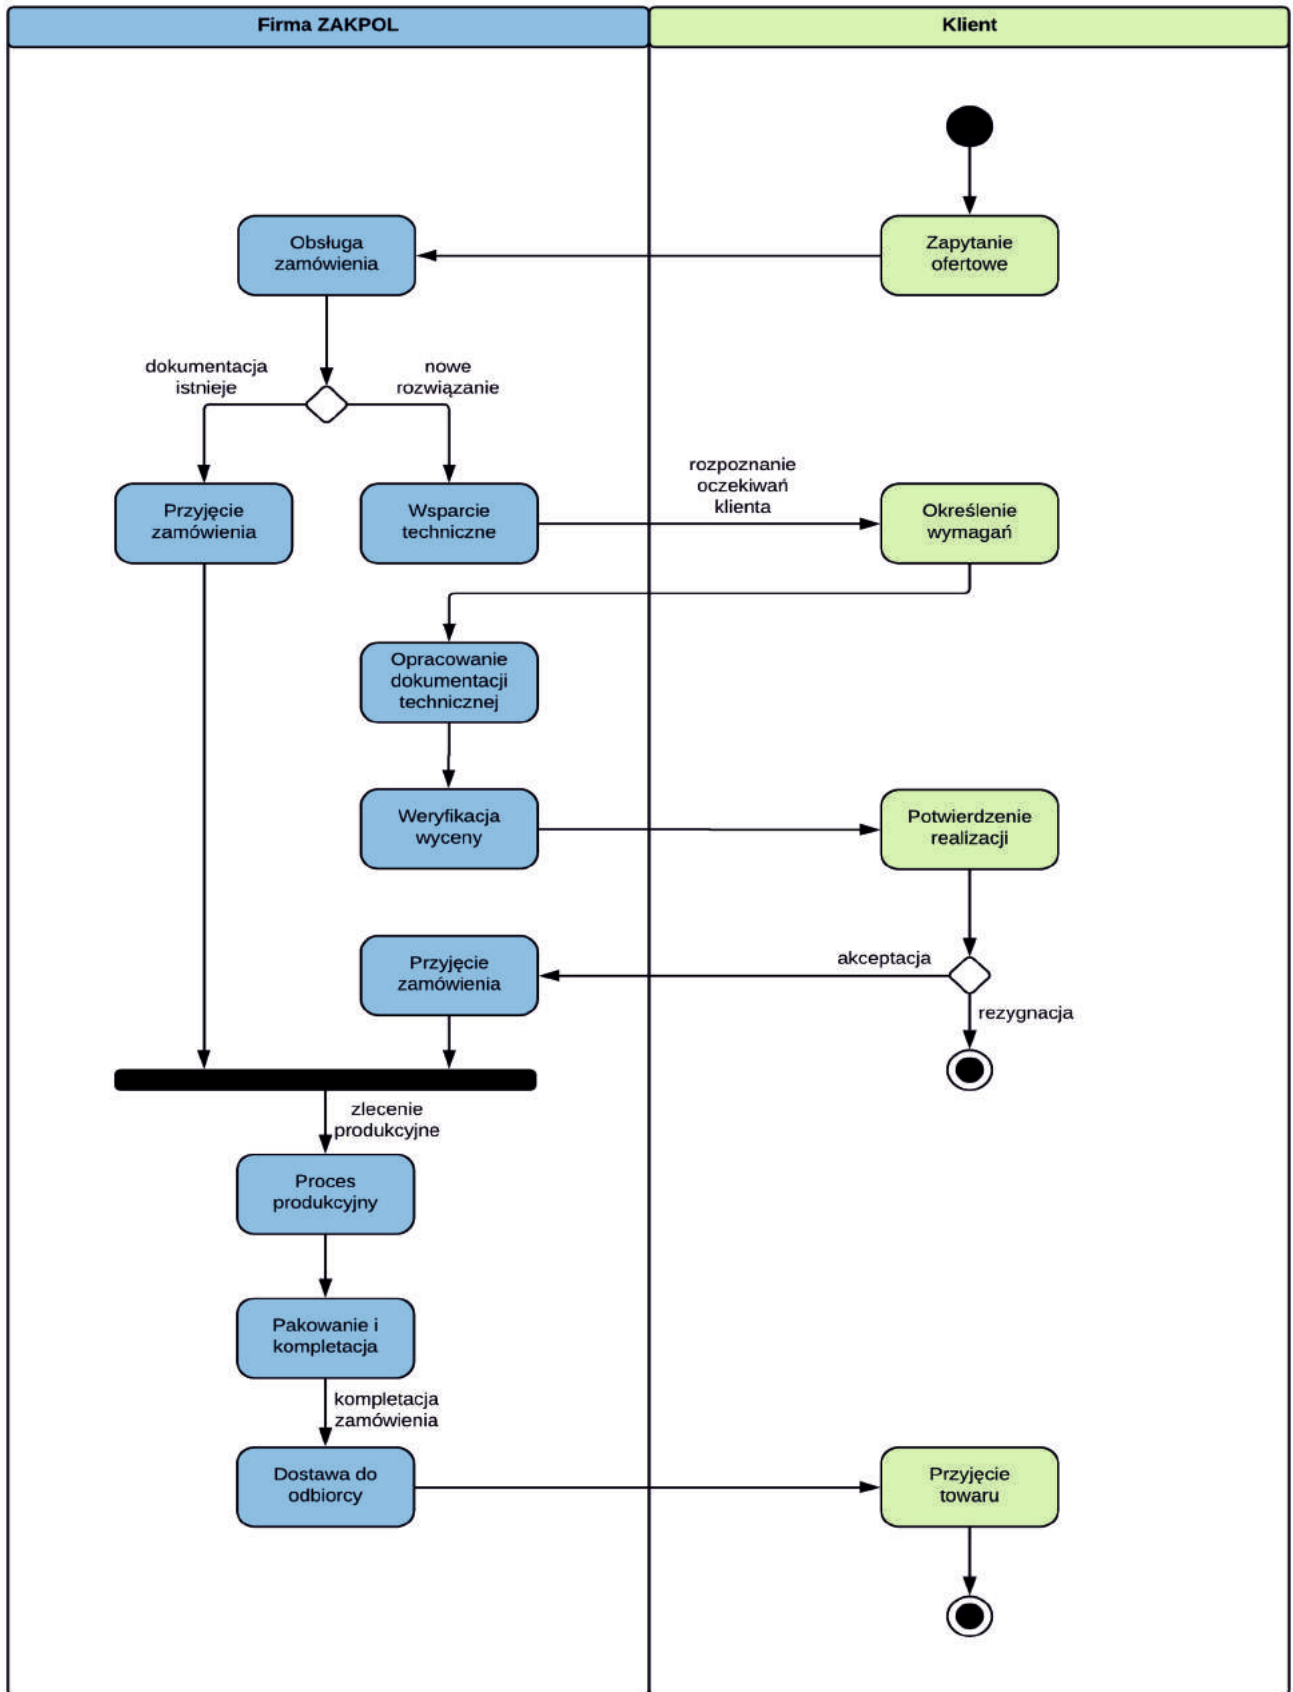 Firma ZAKPOL
Klient
Obsługa
zamówienia
Zapytanie
ofertowe
dokumentacja
istnieje
nowe
rozwiązanie
Przyjęcie
zamówienia
Wsparcie
techniczne
rozpoznanie
oczekiwań
klienta
Określenie
wymagań
Opracowanie
dokumentacji
technicznej
Weryfikacja
wyceny
Potwierdzenie
realizacji
Przyjęcie
zamówienia
akceptacja
rezygnacja
zlecenie
produkcyjne
Proces
produkcyjny
Pakowanie i
kompletacja
kompletacja
zamówienia
Dostawa do
odbiorcy
Przyjęcie
towaru